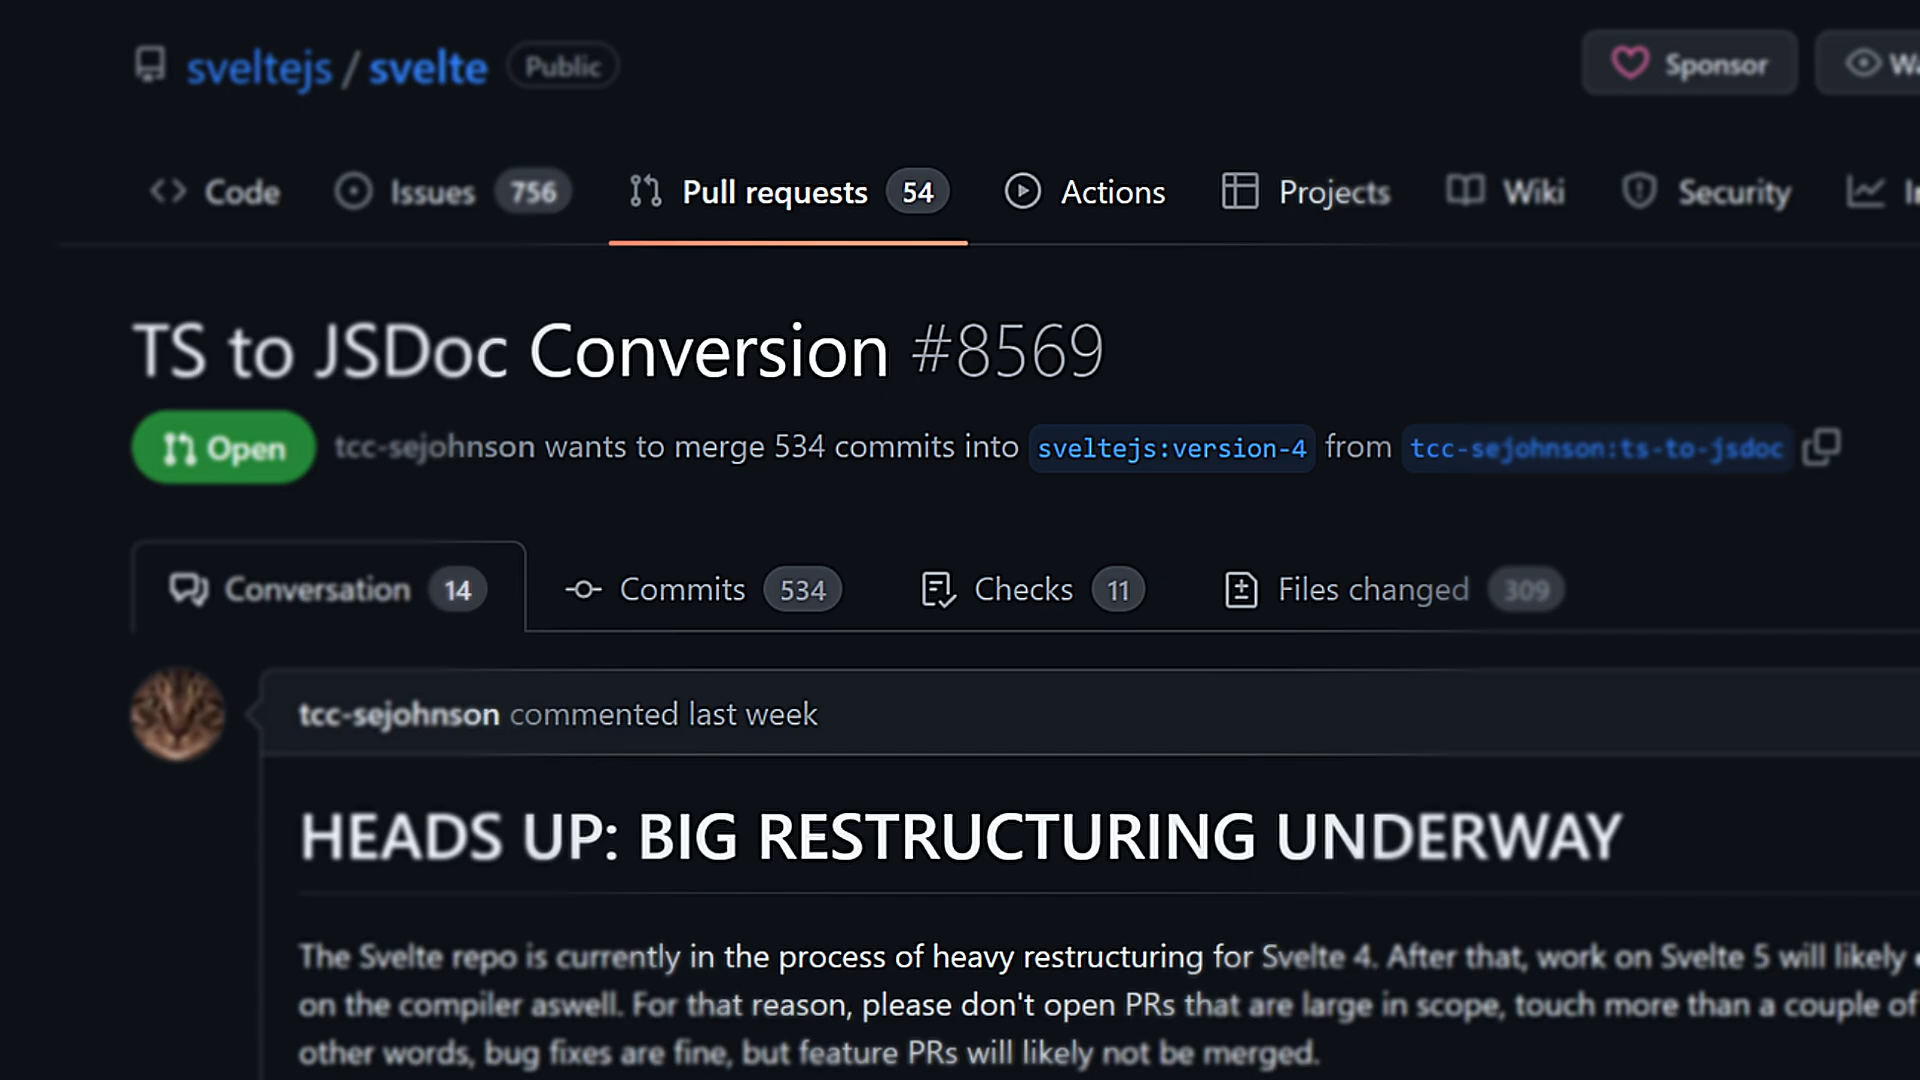 sveltejs / svelte Public Sponsor
Code Issues 756 Pull requests 54 Actions Projects Wiki Security
TS to JSDoc Conversion #8569
Open tcc-sejohnson wants to merge 534 commits into sveltejs:version-4 from tcc-sejohnson:ts-to-jsdoc
Conversation 14 Commits 534 Checks 11 Files changed 309
tcc-sejohnson commented last week
HEADS UP: BIG RESTRUCTURING UNDERWAY
The Svelte repo is currently in the process of heavy restructuring for Svelte 4. After that, work on Svelte 5 will likely
on the compiler aswell. For that reason, please don't open PRs that are large in scope, touch more than a couple of
other words, bug fixes are fine, but feature PRs will likely not be merged.